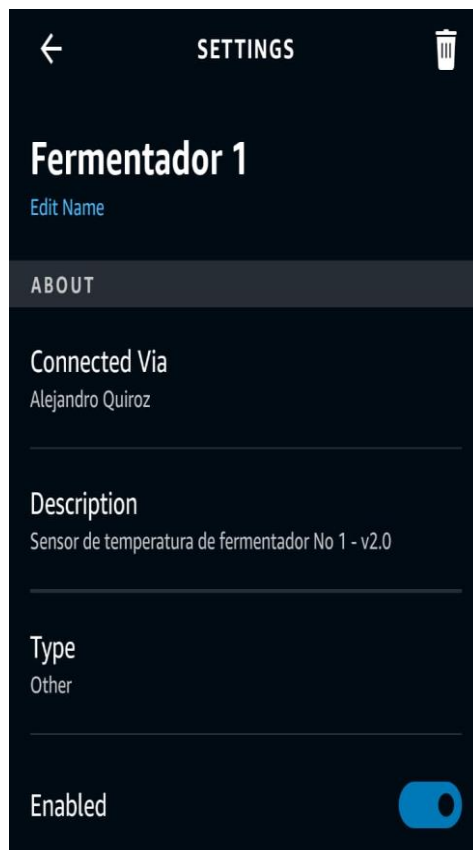 SETTINGS
Fermentador 1
Edit Name
ABOUT
Connected Via
Alejandro Quiroz
Description
Sensor de temperatura de fermentador No 1 - v2.0
Type
Other
Enabled